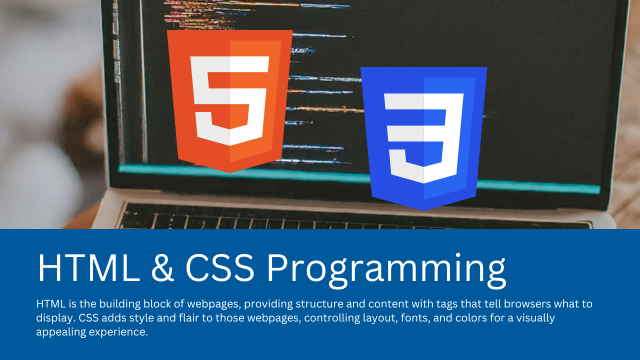 5
3
HTML & CSS Programming
HTML is the building block of webpages, providing structure and content with tags that tell browsers what to
display. CSS adds style and flair to those webpages, controlling layout, fonts, and colors for a visually
appealing experience.